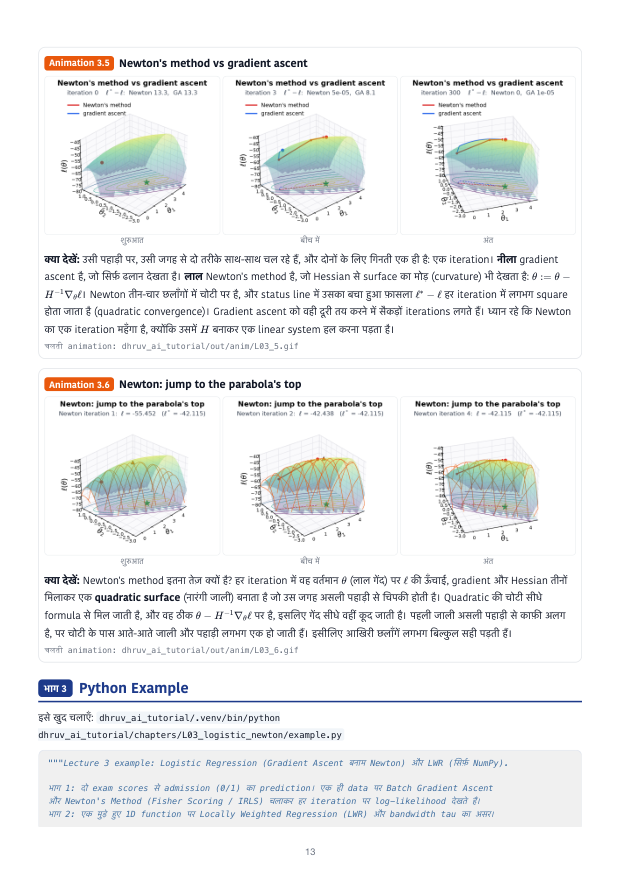 Animation 3.5 Newton's method vs gradient ascent
Newton's method vs gradient ascent
iteration 0 ℓ* − ℓ: Newton 13.3, GA 13.3
Newton's method
gradient ascent
शुरुआत
Newton's method vs gradient ascent
iteration 3 ℓ* − ℓ: Newton 5e-05, GA 8.1
Newton's method
gradient ascent
बीच में
Newton's method vs gradient ascent
iteration 300 ℓ* − ℓ: Newton 0, GA 1e-05
Newton's method
gradient ascent
अंत
क्या देखें: उसी पहाड़ी पर, उसी जगह से दो तरीके साथ-साथ चल रहे हैं, और दोनों के लिए गिनती एक ही है: एक iteration। नीला gradient
ascent है, जो सिर्फ़ ढलान देखता है। लाल Newton's method है, जो Hessian से surface का मोड़ (curvature) भी देखता है: θ := θ −
H⁻¹∇θℓ। Newton तीन-चार छलाँगों में चोटी पर है, और status line में उसका बचा हुआ फ़ासला ℓ* − ℓ हर iteration में लगभग square
होता जाता है (quadratic convergence)। Gradient ascent को वही दूरी तय करने में सैकड़ों iterations लगते हैं। ध्यान रहे कि Newton
का एक iteration महँगा है, क्योंकि उसमें H बनाकर एक linear system हल करना पड़ता है।
चलती animation: dhruv_ai_tutorial/out/anim/L03_5.gif
Animation 3.6 Newton: jump to the parabola's top
Newton: jump to the parabola's top
Newton iteration 1: ℓ = -55.452 (ℓ* = -42.115)
शुरुआत
Newton: jump to the parabola's top
Newton iteration 2: ℓ = -42.438 (ℓ* = -42.115)
बीच में
Newton: jump to the parabola's top
Newton iteration 4: ℓ = -42.115 (ℓ* = -42.115)
अंत
क्या देखें: Newton's method इतना तेज क्यों है? हर iteration में वह वर्तमान θ (लाल गेंद) पर ℓ की ऊँचाई, gradient और Hessian तीनों
मिलाकर एक quadratic surface (नारंगी जाली) बनाता है जो उस जगह असली पहाड़ी से चिपकी होती है। Quadratic की चोटी सीधे
formula से मिल जाती है, और वह ठीक θ − H⁻¹∇θℓ पर है, इसलिए गेंद सीधे वहीं कूद जाती है। पहली जाली असली पहाड़ी से काफ़ी अलग
है, पर चोटी के पास आते-आते जाली और पहाड़ी लगभग एक हो जाती हैं। इसीलिए आखिरी छलाँगें लगभग बिल्कुल सही पड़ती हैं।
चलती animation: dhruv_ai_tutorial/out/anim/L03_6.gif
भाग 3 Python Example
इसे खुद चलाएँ: dhruv_ai_tutorial/.venv/bin/python
dhruv_ai_tutorial/chapters/L03_logistic_newton/example.py
"""Lecture 3 example: Logistic Regression (Gradient Ascent बनाम Newton) और LWR (सिर्फ़ NumPy).
भाग 1: दो exam scores से admission (0/1) का prediction। एक ही data पर Batch Gradient Ascent
और Newton's Method (Fisher Scoring / IRLS) चलाकर हर iteration पर log-likelihood देखते हैं।
भाग 2: एक मुड़े हुए 1D function पर Locally Weighted Regression (LWR) और bandwidth tau का असर।
13